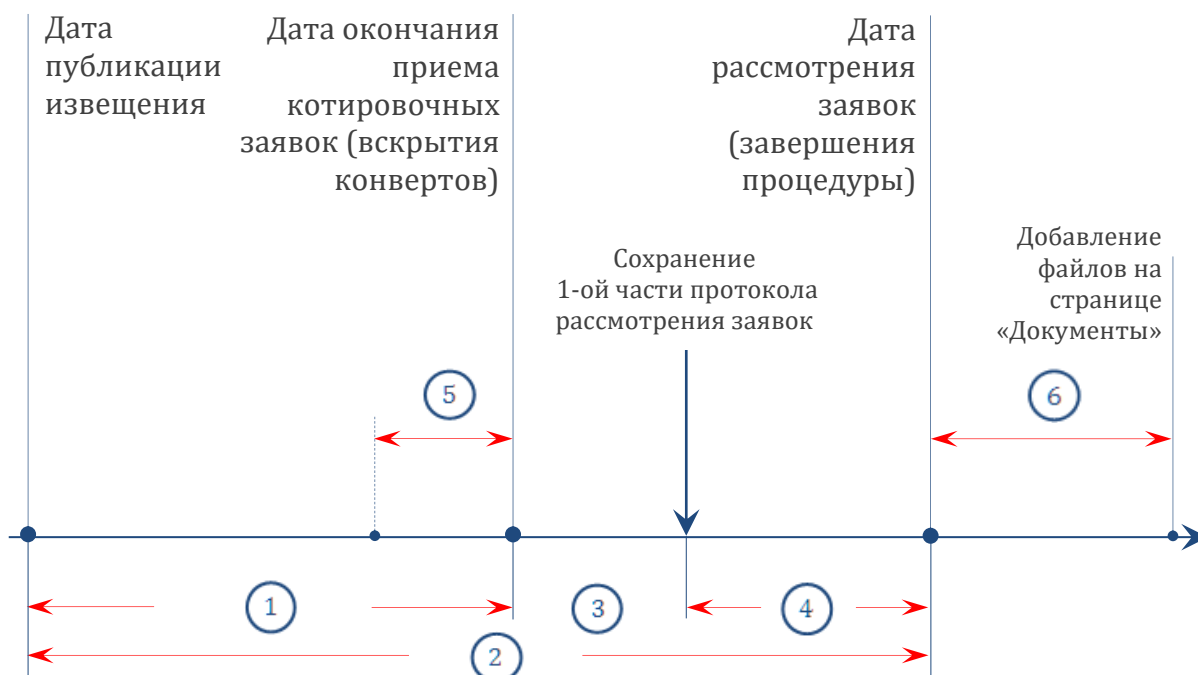 Дата
публикации
извещения
Дата окончания
приема
котировочных
заявок (вскрытия
конвертов)
Дата
рассмотрения
заявок
(завершения
процедуры)
Сохранение
1-ой части протокола
рассмотрения заявок
Добавление
файлов на
странице
«Документы»
5
6
1
3
4
2